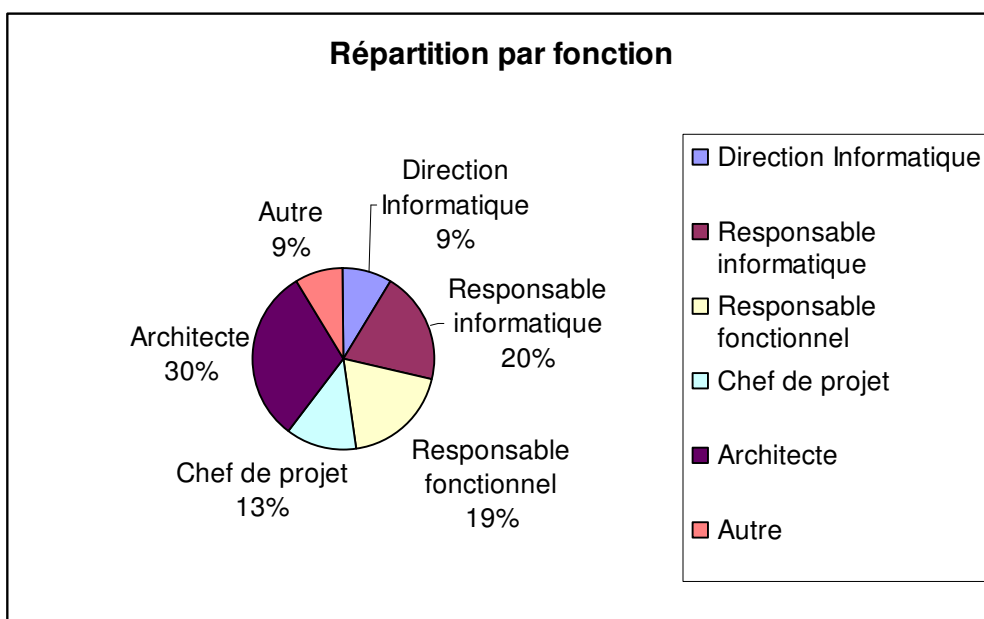 Répartition par fonction
Direction
Informatique
9%
Responsable
informatique
20%
Responsable
fonctionnel
19%
Chef de projet
13%
Architecte
30%
Autre
9%
Direction Informatique
Responsable
informatique
Responsable
fonctionnel
Chef de projet
Architecte
Autre